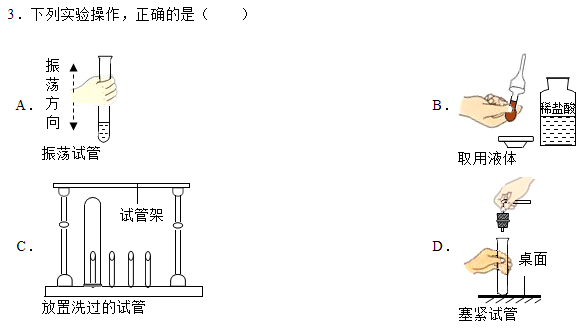 3．下列实验操作，正确的是（　　）
A．
振荡方向
振荡试管
B．
稀盐酸
取用液体
C．
试管架
放置洗过的试管
D．
桌面
塞紧试管